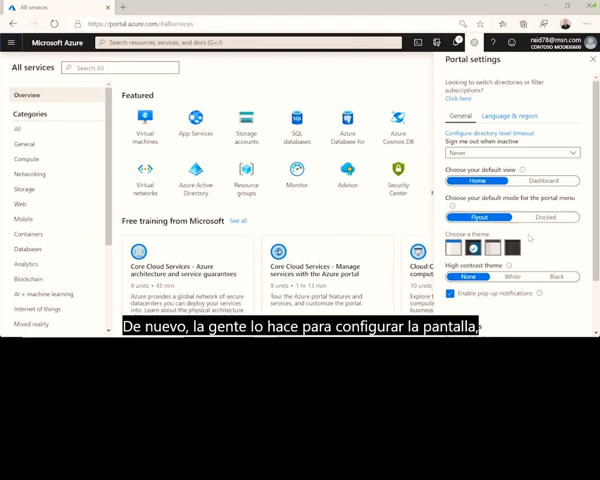 All services
https://portal.azure.com/#allservices
Microsoft Azure
Search resources, services, and docs (G+/)
raid78@msn.com
All services
Search All
Overview
Categories
All
General
Compute
Networking
Storage
Web
Mobile
Containers
Databases
Analytics
Blockchain
AI + machine learning
Internet of things
Mixed reality
Featured
Virtual machines
App Services
Storage accounts
SQL databases
Azure Database for
Azure Cosmos DB
Virtual networks
Azure Active Directory
Resource groups
Monitor
Advisor
Security Center
Free training from Microsoft
See all
Core Cloud Services - Azure architecture and service guarantees
9 units • 45 min
Azure provides a global network of secure datacenters you can deploy your services into. Learn about the physical architecture
Core Cloud Services - Manage services with the Azure portal
9 units • 1 hr 13 min
Tour the Azure portal features and services, and customize the portal.
Core Cloud
10 units
Portal settings
Looking to switch directories or filter subscriptions?
Click here
General
Language & region
Configure directory level timeout
Sign me out when inactive
Never
Choose your default view
Home
Dashboard
Choose your default mode for the portal menu
Flyout
Docked
Choose a theme
High contrast theme
None
White
Black
Enable pop-up notifications
De nuevo, la gente lo hace para configurar la pantalla,